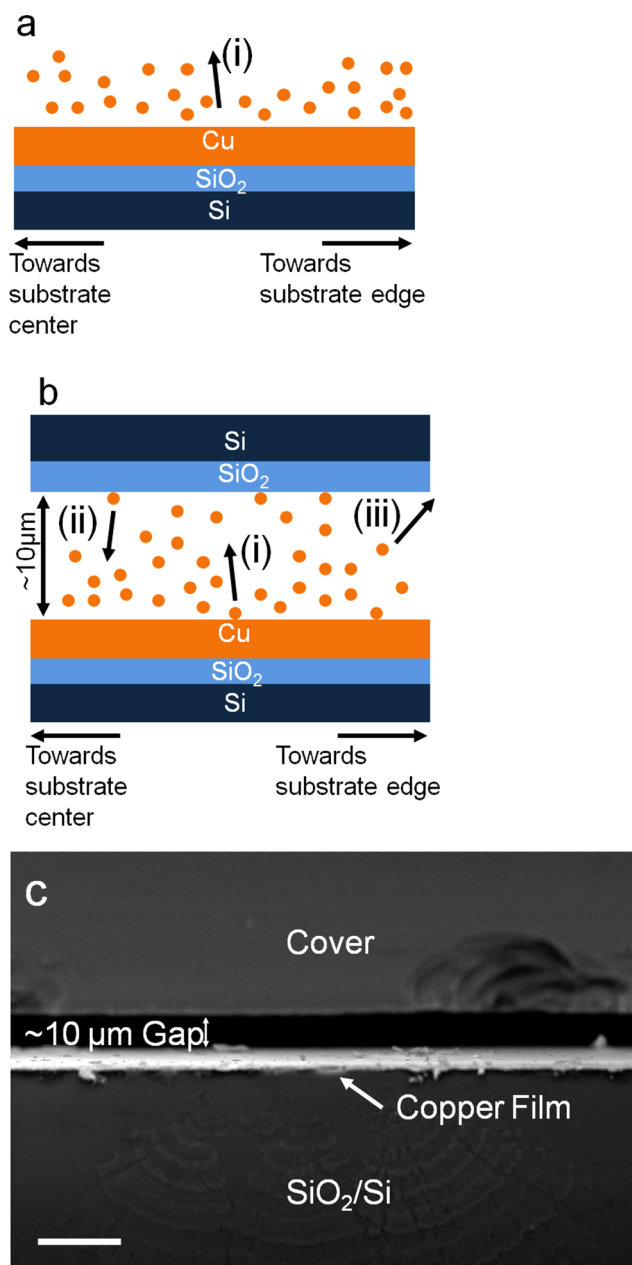 a
(i)
Cu
SiO₂
Si
Towards
substrate
center
Towards
substrate edge
b
Si
SiO₂
(ii)
(iii)
(i)
~10μm
Cu
SiO₂
Si
Towards
substrate
center
Towards
substrate edge
c
Cover
~10 μm Gap
Copper Film
SiO₂/Si